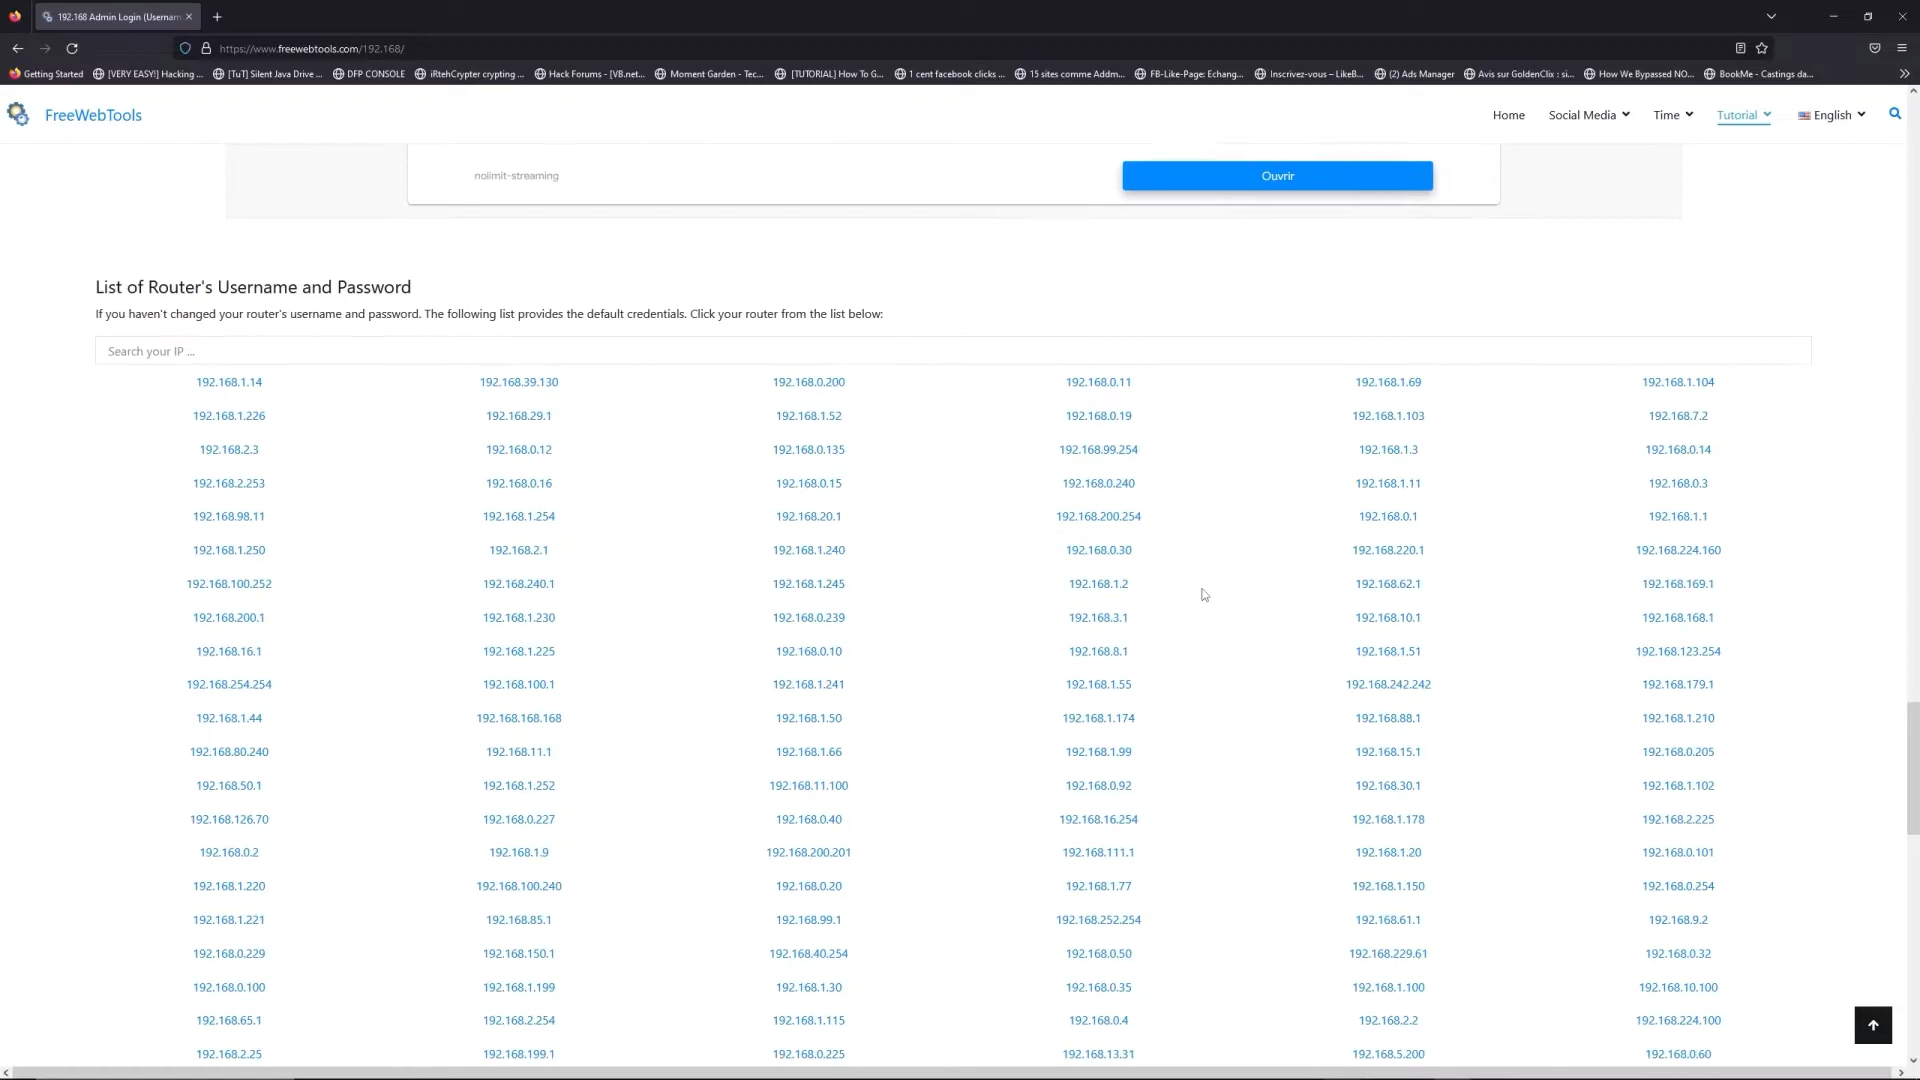 192.168 Admin Login (Usernam
https://www.freewebtools.com/192.168/
Getting Started
[VERY EASY!] Hacking ...
[TuT] Silent Java Drive ...
DFP CONSOLE
iRtehCrypter crypting ...
Hack Forums - [VB.net...
Moment Garden - Tec...
[TUTORIAL] How To G...
1 cent facebook clicks ...
15 sites comme Addm...
FB-Like-Page: Echang...
Inscrivez-vous – LikeB...
(2) Ads Manager
Avis sur GoldenClix : si...
How We Bypassed NO...
BookMe - Castings da...
FreeWebTools
Home
Social Media
Time
Tutorial
English
nolimit-streaming
Ouvrir
List of Router's Username and Password
If you haven't changed your router's username and password. The following list provides the default credentials. Click your router from the list below:
Search your IP ...
192.168.1.14 192.168.39.130 192.168.0.200 192.168.0.11 192.168.1.69 192.168.1.104
192.168.1.226 192.168.29.1 192.168.1.52 192.168.0.19 192.168.1.103 192.168.7.2
192.168.2.3 192.168.0.12 192.168.0.135 192.168.99.254 192.168.1.3 192.168.0.14
192.168.2.253 192.168.0.16 192.168.0.15 192.168.0.240 192.168.1.11 192.168.0.3
192.168.98.11 192.168.1.254 192.168.20.1 192.168.200.254 192.168.0.1 192.168.1.1
192.168.1.250 192.168.2.1 192.168.1.240 192.168.0.30 192.168.220.1 192.168.224.160
192.168.100.252 192.168.240.1 192.168.1.245 192.168.1.2 192.168.62.1 192.168.169.1
192.168.200.1 192.168.1.230 192.168.0.239 192.168.3.1 192.168.10.1 192.168.168.1
192.168.16.1 192.168.1.225 192.168.0.10 192.168.8.1 192.168.1.51 192.168.123.254
192.168.254.254 192.168.100.1 192.168.1.241 192.168.1.55 192.168.242.242 192.168.179.1
192.168.1.44 192.168.168.168 192.168.1.50 192.168.1.174 192.168.88.1 192.168.1.210
192.168.80.240 192.168.11.1 192.168.1.66 192.168.1.99 192.168.15.1 192.168.0.205
192.168.50.1 192.168.1.252 192.168.11.100 192.168.0.92 192.168.30.1 192.168.1.102
192.168.126.70 192.168.0.227 192.168.0.40 192.168.16.254 192.168.1.178 192.168.2.225
192.168.0.2 192.168.1.9 192.168.200.201 192.168.111.1 192.168.1.20 192.168.0.101
192.168.1.220 192.168.100.240 192.168.0.20 192.168.1.77 192.168.1.150 192.168.0.254
192.168.1.221 192.168.85.1 192.168.99.1 192.168.252.254 192.168.61.1 192.168.9.2
192.168.0.229 192.168.150.1 192.168.40.254 192.168.0.50 192.168.229.61 192.168.0.32
192.168.0.100 192.168.1.199 192.168.1.30 192.168.0.35 192.168.1.100 192.168.10.100
192.168.65.1 192.168.2.254 192.168.1.115 192.168.0.4 192.168.2.2 192.168.224.100
192.168.2.25 192.168.199.1 192.168.0.225 192.168.13.31 192.168.5.200 192.168.0.60